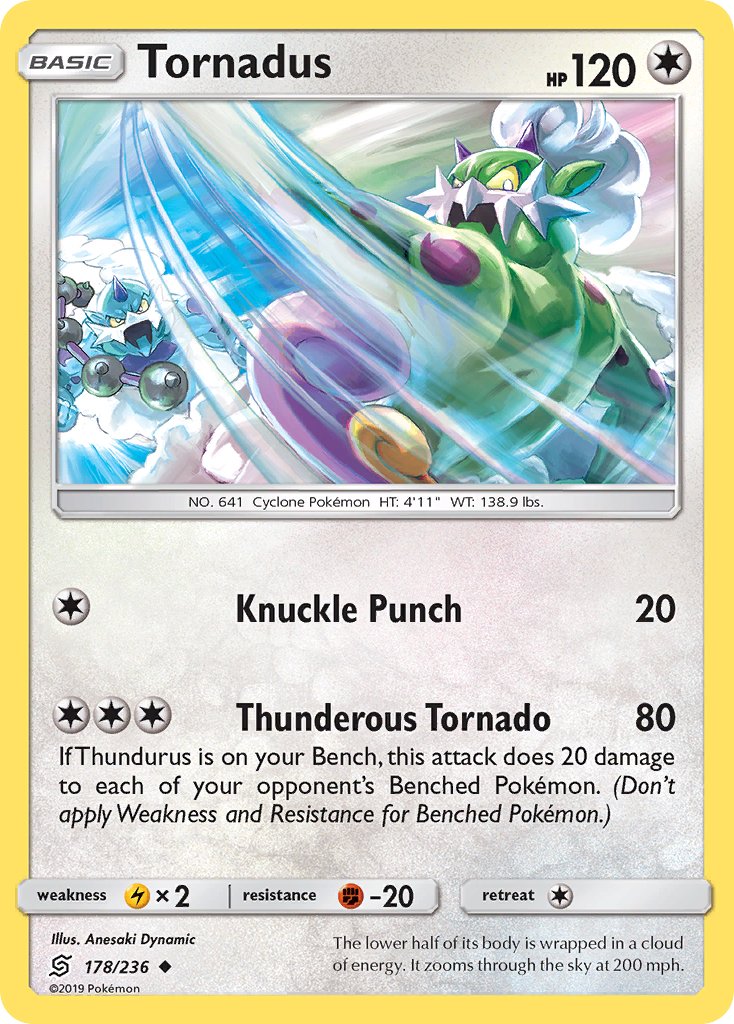 BASIC Tornadus HP 120
NO. 641 Cyclone Pokémon HT: 4'11" WT: 138.9 lbs.
Knuckle Punch 20
Thunderous Tornado 80
If Thundurus is on your Bench, this attack does 20 damage
to each of your opponent's Benched Pokémon. (Don't
apply Weakness and Resistance for Benched Pokémon.)
weakness × 2 resistance –20 retreat
Illus. Anesaki Dynamic
178/236
©2019 Pokémon
The lower half of its body is wrapped in a cloud
of energy. It zooms through the sky at 200 mph.